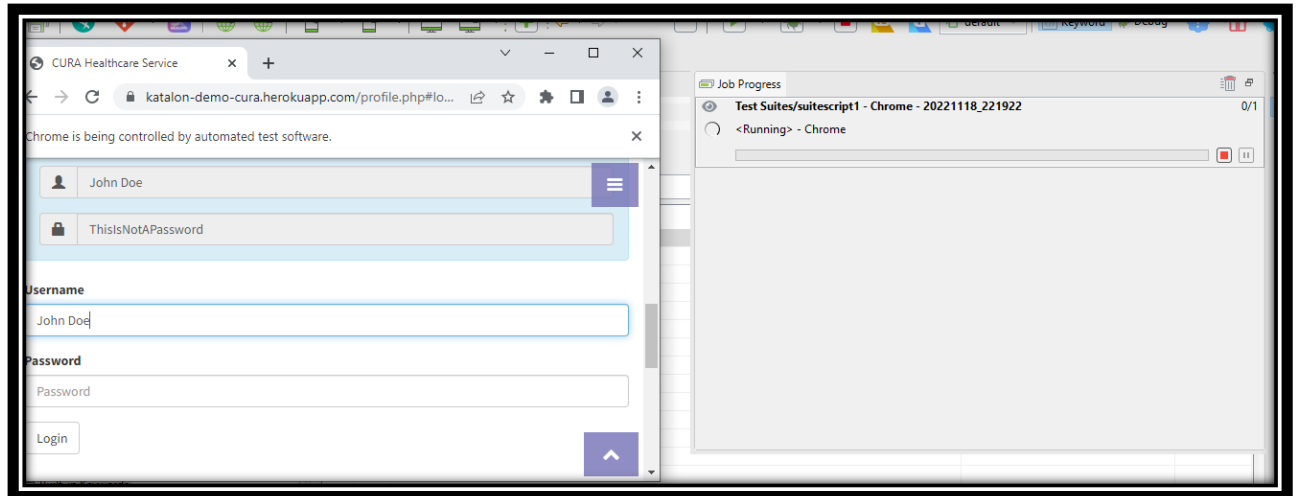 default
Keyword
Debug
CURA Healthcare Service
katalon-demo-cura.herokuapp.com/profile.php#lo...
Chrome is being controlled by automated test software.
John Doe
ThisIsNotAPassword
Username
John Doe
Password
Password
Login
Job Progress
Test Suites/suitescript1 - Chrome - 20221118_221922 0/1
<Running> - Chrome